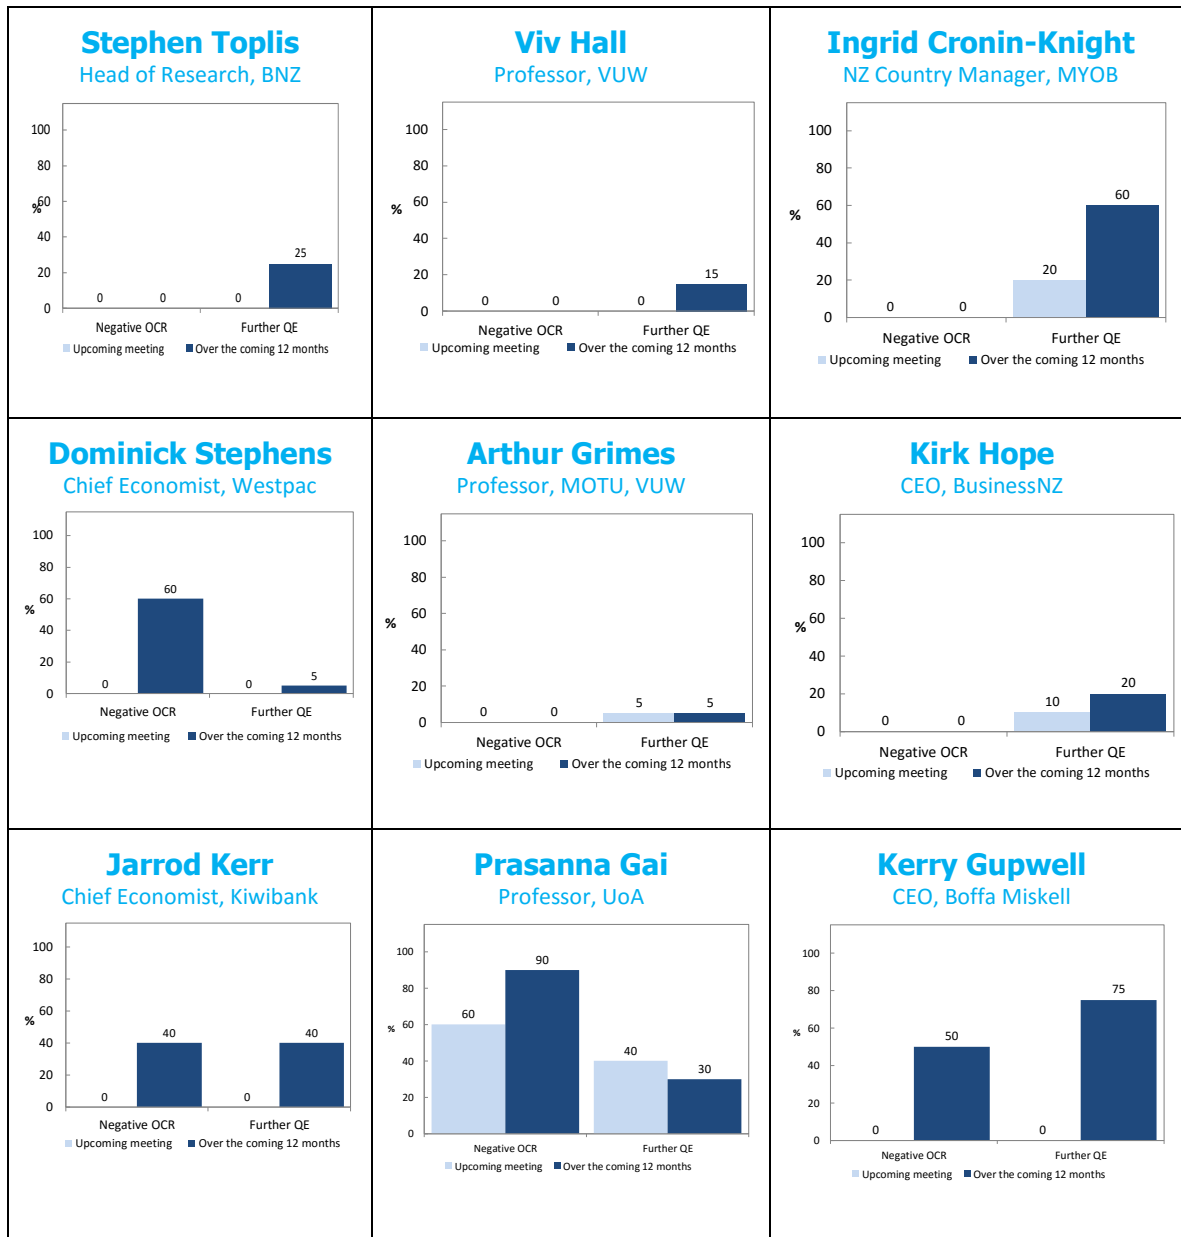 Stephen Toplis
Head of Research, BNZ
100
80
60
%
40
20
0
0
0
0
25
Negative OCR
Further QE
Upcoming meeting
Over the coming 12 months
Viv Hall
Professor, VUW
100
80
60
%
40
20
0
0
0
0
15
Negative OCR
Further QE
Upcoming meeting
Over the coming 12 months
Ingrid Cronin-Knight
NZ Country Manager, MYOB
100
80
60
%
40
20
0
0
0
20
60
Negative OCR
Further QE
Upcoming meeting
Over the coming 12 months
Dominick Stephens
Chief Economist, Westpac
100
80
60
%
40
20
0
0
60
0
5
Negative OCR
Further QE
Upcoming meeting
Over the coming 12 months
Arthur Grimes
Professor, MOTU, VUW
100
80
60
%
40
20
0
0
0
5
5
Negative OCR
Further QE
Upcoming meeting
Over the coming 12 months
Kirk Hope
CEO, BusinessNZ
100
80
60
%
40
20
0
0
0
10
20
Negative OCR
Further QE
Upcoming meeting
Over the coming 12 months
Jarrod Kerr
Chief Economist, Kiwibank
100
80
60
%
40
20
0
0
40
0
40
Negative OCR
Further QE
Upcoming meeting
Over the coming 12 months
Prasanna Gai
Professor, UoA
100
80
60
%
40
20
0
60
90
40
30
Negative OCR
Further QE
Upcoming meeting
Over the coming 12 months
Kerry Gupwell
CEO, Boffa Miskell
100
80
60
%
40
20
0
0
50
0
75
Negative OCR
Further QE
Upcoming meeting
Over the coming 12 months